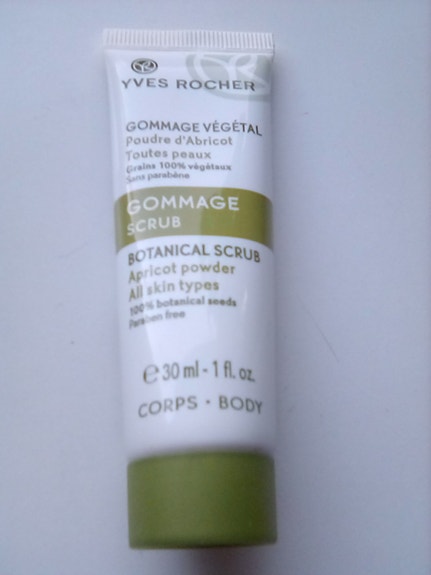 YVES ROCHER
GOMMAGE VÉGÉTAL
Poudre d'Abricot
Toutes peaux
Grains 100% végétaux
Sans parabène
GOMMAGE
SCRUB
BOTANICAL SCRUB
Apricot powder
All skin types
100% botanical seeds
Paraben free
℮ 30 ml - 1 fl. oz.
CORPS • BODY